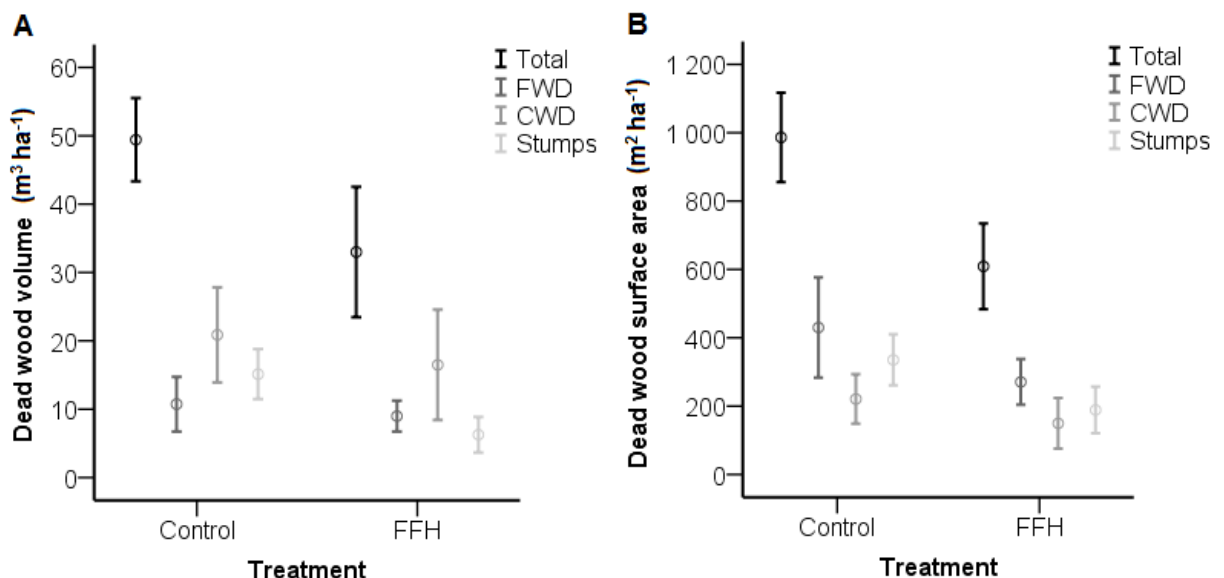 A
Dead wood volume (m³ ha⁻¹)
60
50
40
30
20
10
0
Total
FWD
CWD
Stumps
Control
FFH
Treatment
B
Dead wood surface area (m² ha⁻¹)
1 200
1 000
800
600
400
200
0
Total
FWD
CWD
Stumps
Control
FFH
Treatment